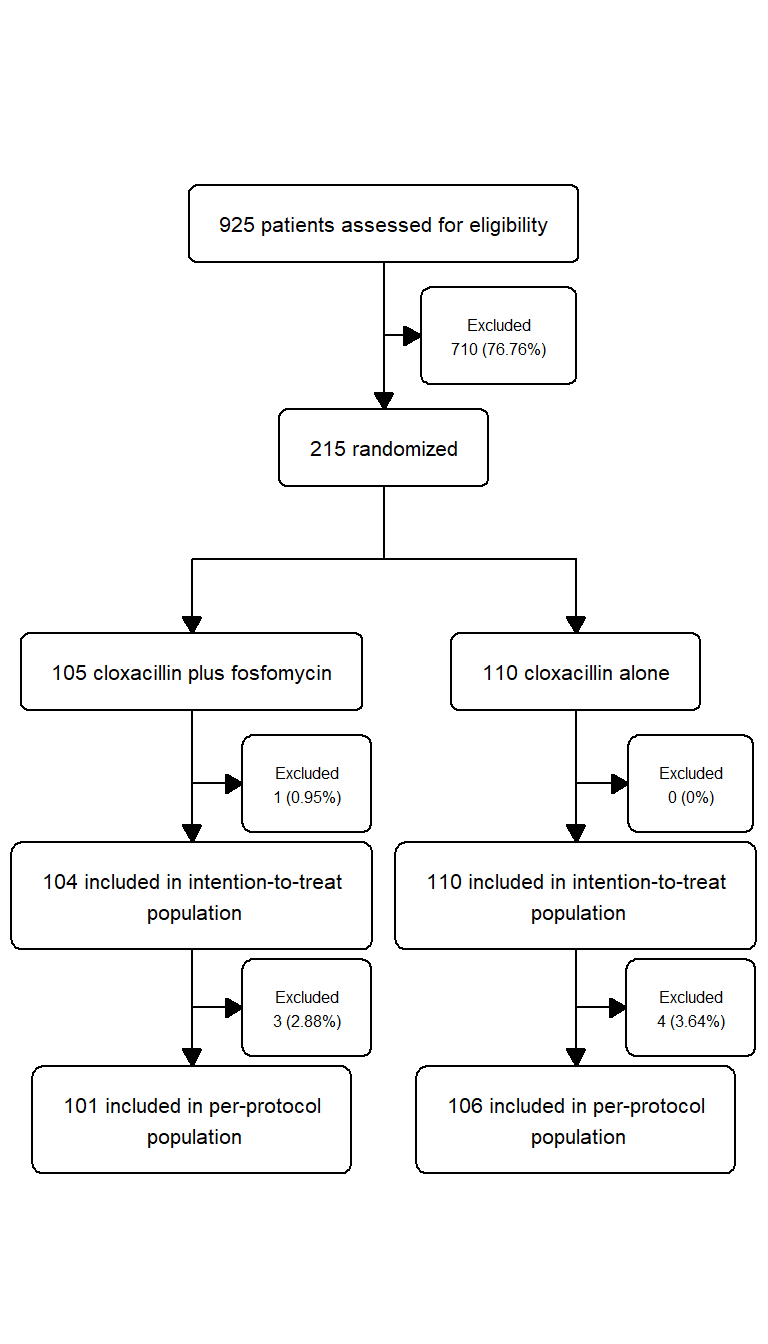 925 patients assessed for eligibility
Excluded
710 (76.76%)
215 randomized
105 cloxacillin plus fosfomycin
110 cloxacillin alone
Excluded
1 (0.95%)
Excluded
0 (0%)
104 included in intention-to-treat
population
110 included in intention-to-treat
population
Excluded
3 (2.88%)
Excluded
4 (3.64%)
101 included in per-protocol
population
106 included in per-protocol
population